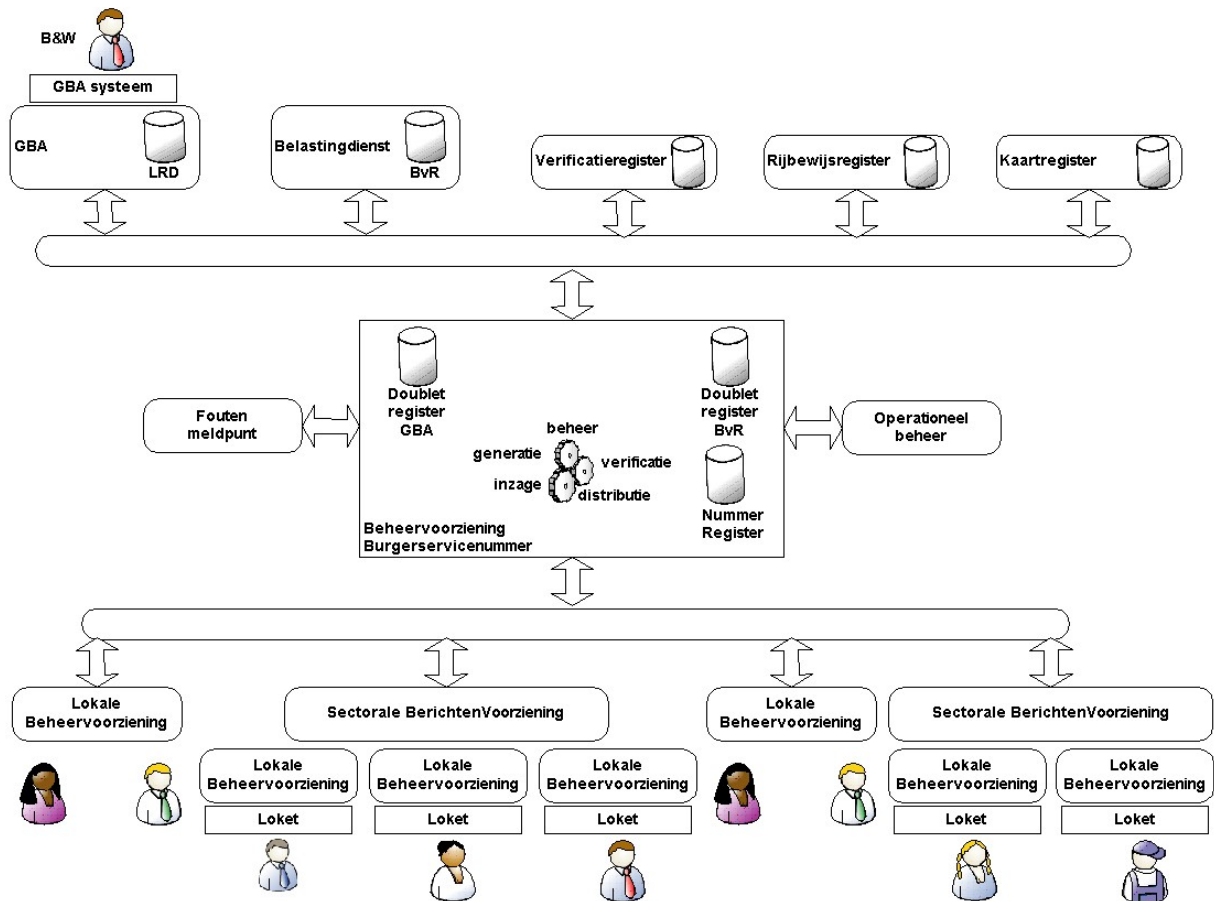 B&W
GBA systeem
GBA
LRD
Belastingdienst
BvR
Verificatieregister
Rijbewijsregister
Kaartregister
Doublet
register
GBA
Doublet
register
BvR
Fouten
meldpunt
Operationeel
beheer
beheer
generatie
verificatie
inzage
distributie
Nummer
Register
Beheervoorziening
Burgerservicenummer
Lokale
Beheervoorziening
Sectorale BerichtenVoorziening
Lokale
Beheervoorziening
Sectorale BerichtenVoorziening
Lokale
Beheervoorziening
Lokale
Beheervoorziening
Lokale
Beheervoorziening
Lokale
Beheervoorziening
Lokale
Beheervoorziening
Loket
Loket
Loket
Loket
Loket